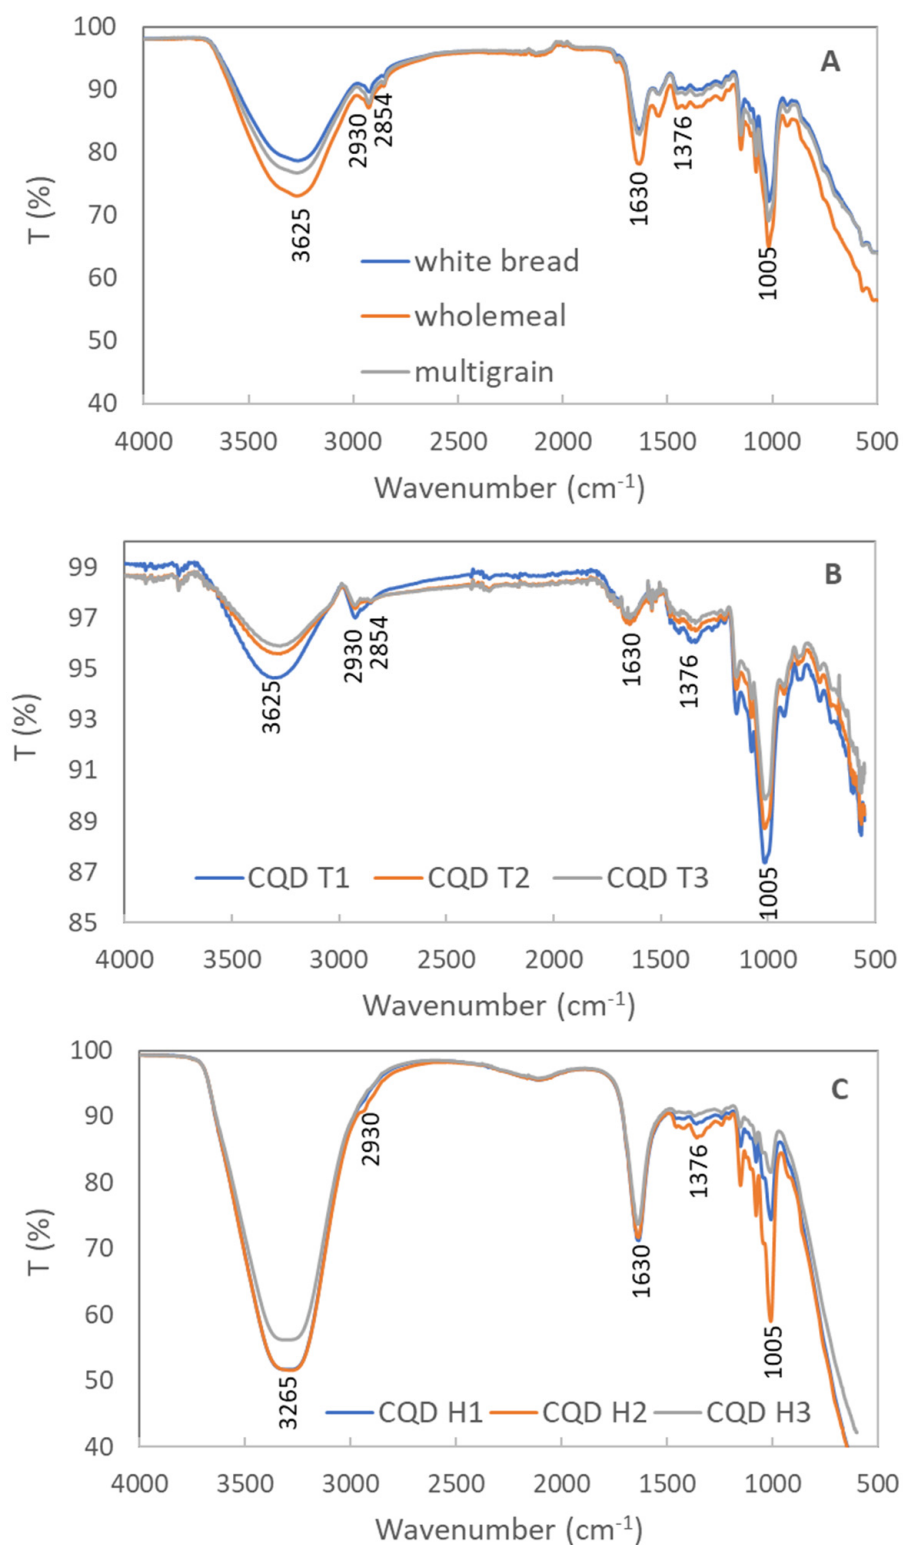 100
A
90
80
70
60
50
40
T (%)
3625
2930
2854
1630
1376
1005
white bread
wholemeal
multigrain
4000 3500 3000 2500 2000 1500 1000 500
Wavenumber (cm-1)
99
B
97
95
93
91
89
87
85
T (%)
3625
2930
2854
1630
1376
1005
CQD T1 CQD T2 CQD T3
4000 3500 3000 2500 2000 1500 1000 500
Wavenumber (cm-1)
100
C
90
80
70
60
50
40
T (%)
3265
2930
1630
1376
1005
CQD H1 CQD H2 CQD H3
4000 3500 3000 2500 2000 1500 1000 500
Wavenumber (cm-1)